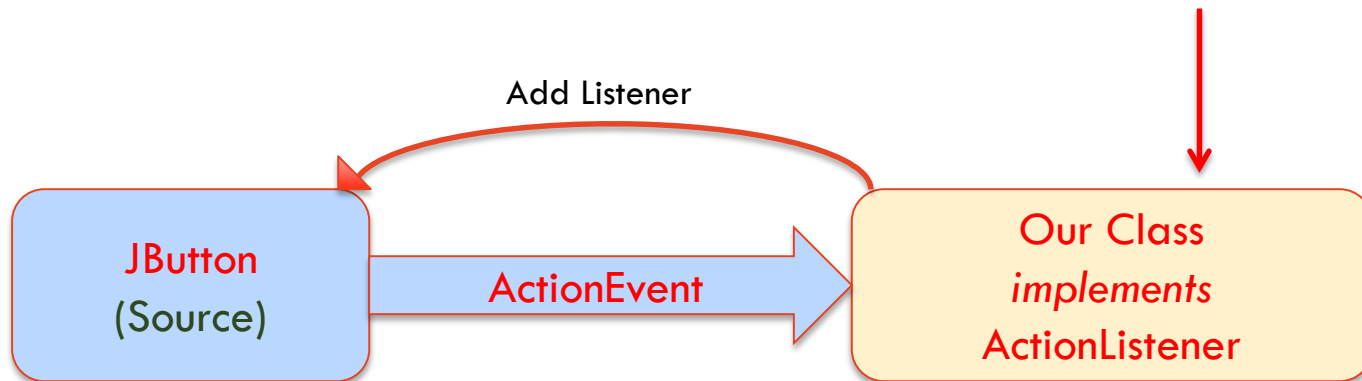 Add Listener
JButton
(Source)
ActionEvent
Our Class
implements
ActionListener